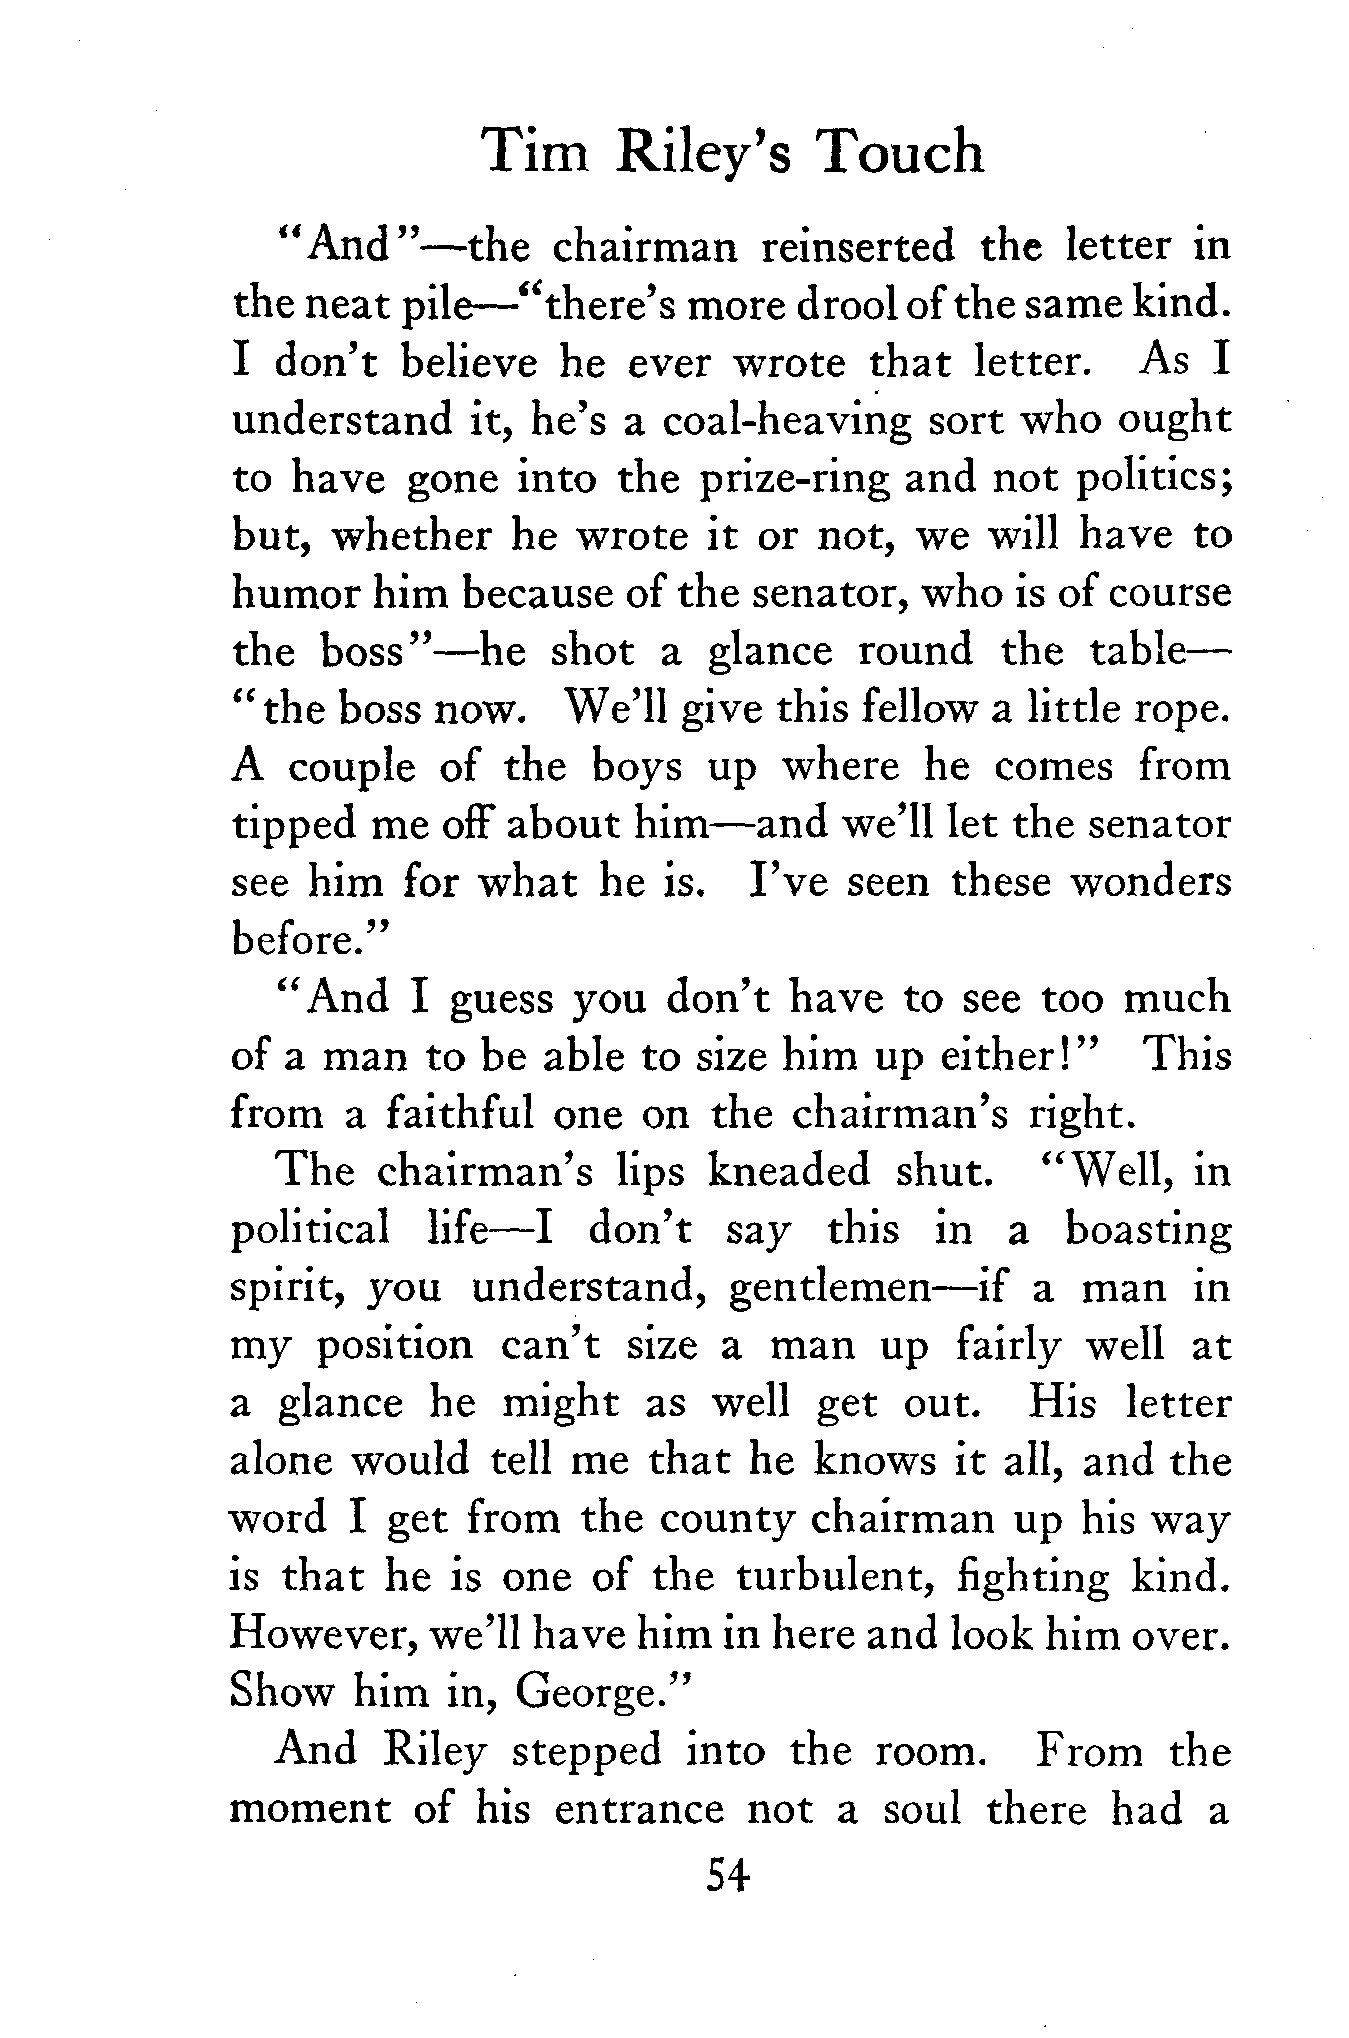 Tim Riley's Touch
"And"—the chairman reinserted the letter in
the neat pile—"there's more drool of the same kind.
I don't believe he ever wrote that letter. As I
understand it, he's a coal-heaving sort who ought
to have gone into the prize-ring and not politics;
but, whether he wrote it or not, we will have to
humor him because of the senator, who is of course
the boss"—he shot a glance round the table—
"the boss now. We'll give this fellow a little rope.
A couple of the boys up where he comes from
tipped me off about him—and we'll let the senator
see him for what he is. I've seen these wonders
before."
"And I guess you don't have to see too much
of a man to be able to size him up either!" This
from a faithful one on the chairman's right.
The chairman's lips kneaded shut. "Well, in
political life—I don't say this in a boasting
spirit, you understand, gentlemen—if a man in
my position can't size a man up fairly well at
a glance he might as well get out. His letter
alone would tell me that he knows it all, and the
word I get from the county chairman up his way
is that he is one of the turbulent, fighting kind.
However, we'll have him in here and look him over.
Show him in, George."
And Riley stepped into the room. From the
moment of his entrance not a soul there had a
54